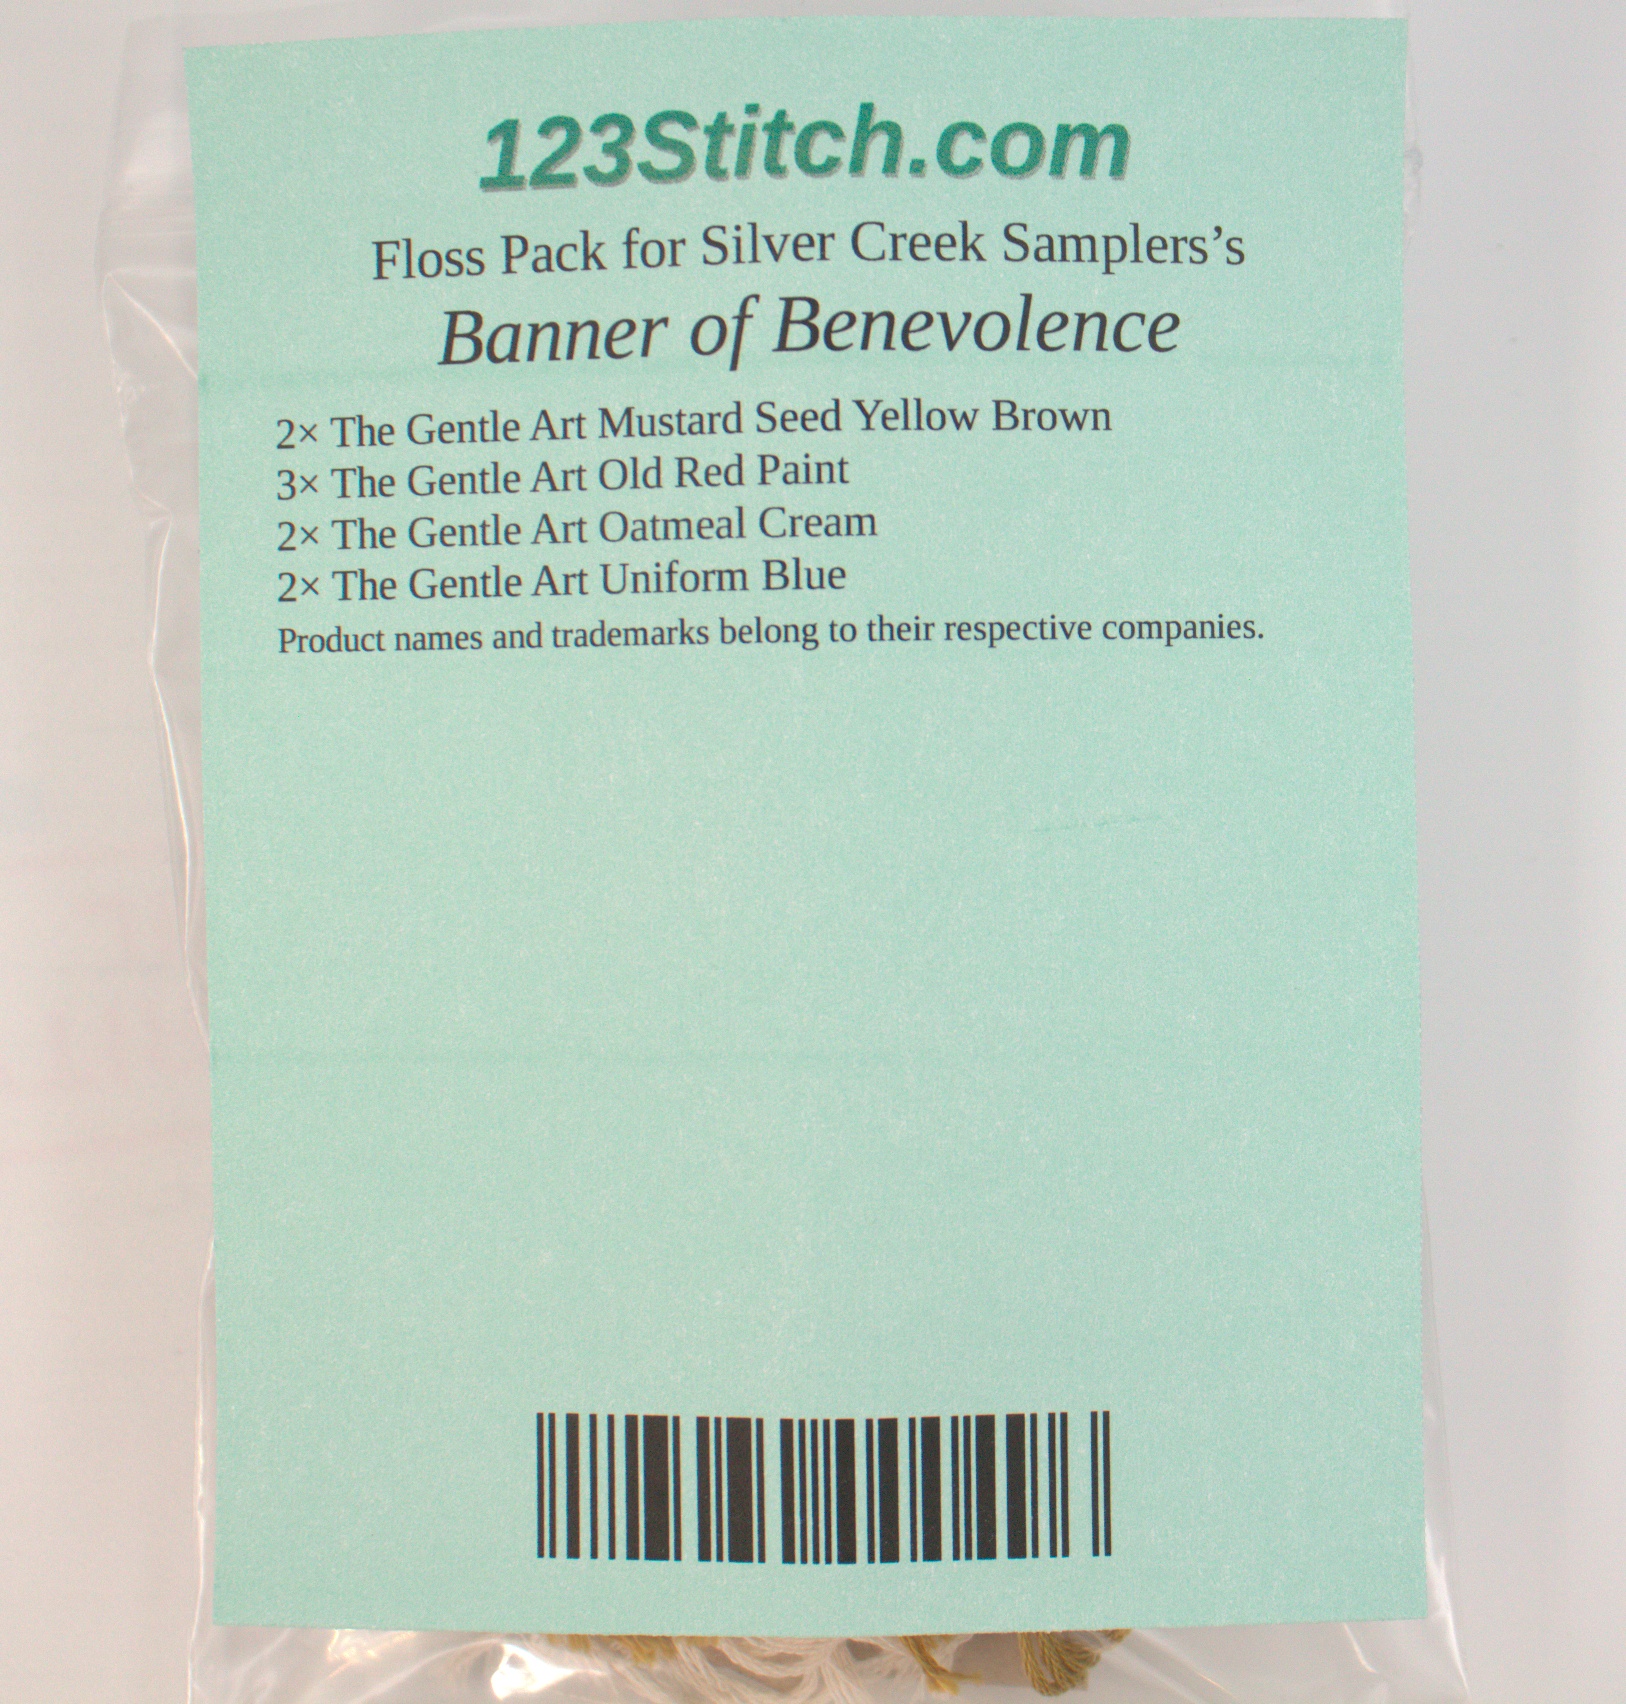 123Stitch.com
Floss Pack for Silver Creek Samplers’s
Banner of Benevolence
2× The Gentle Art Mustard Seed Yellow Brown
3× The Gentle Art Old Red Paint
2× The Gentle Art Oatmeal Cream
2× The Gentle Art Uniform Blue
Product names and trademarks belong to their respective companies.